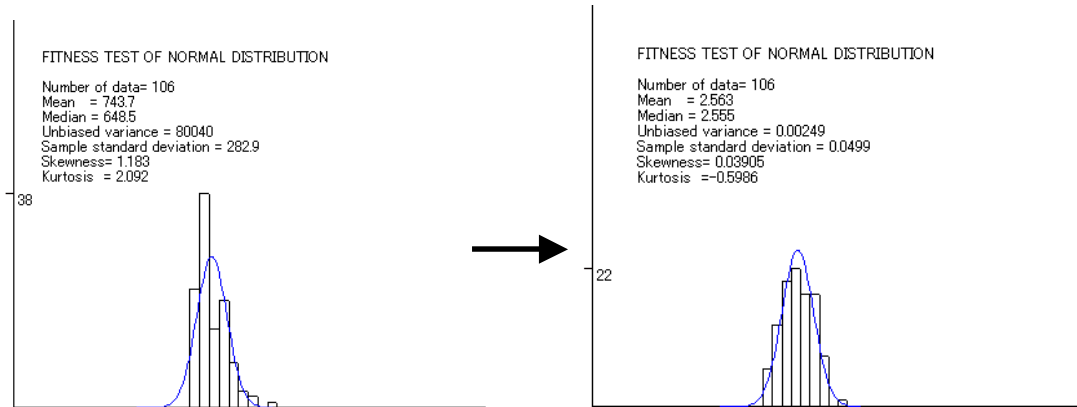 FITNESS TEST OF NORMAL DISTRIBUTION
Number of data= 106
Mean = 743.7
Median = 648.5
Unbiased variance = 80040
Sample standard deviation = 282.9
Skewness= 1.183
Kurtosis = 2.092
38
FITNESS TEST OF NORMAL DISTRIBUTION
Number of data= 106
Mean = 2.563
Median = 2.555
Unbiased variance = 0.00249
Sample standard deviation = 0.0499
Skewness= 0.03905
Kurtosis =-0.5986
22